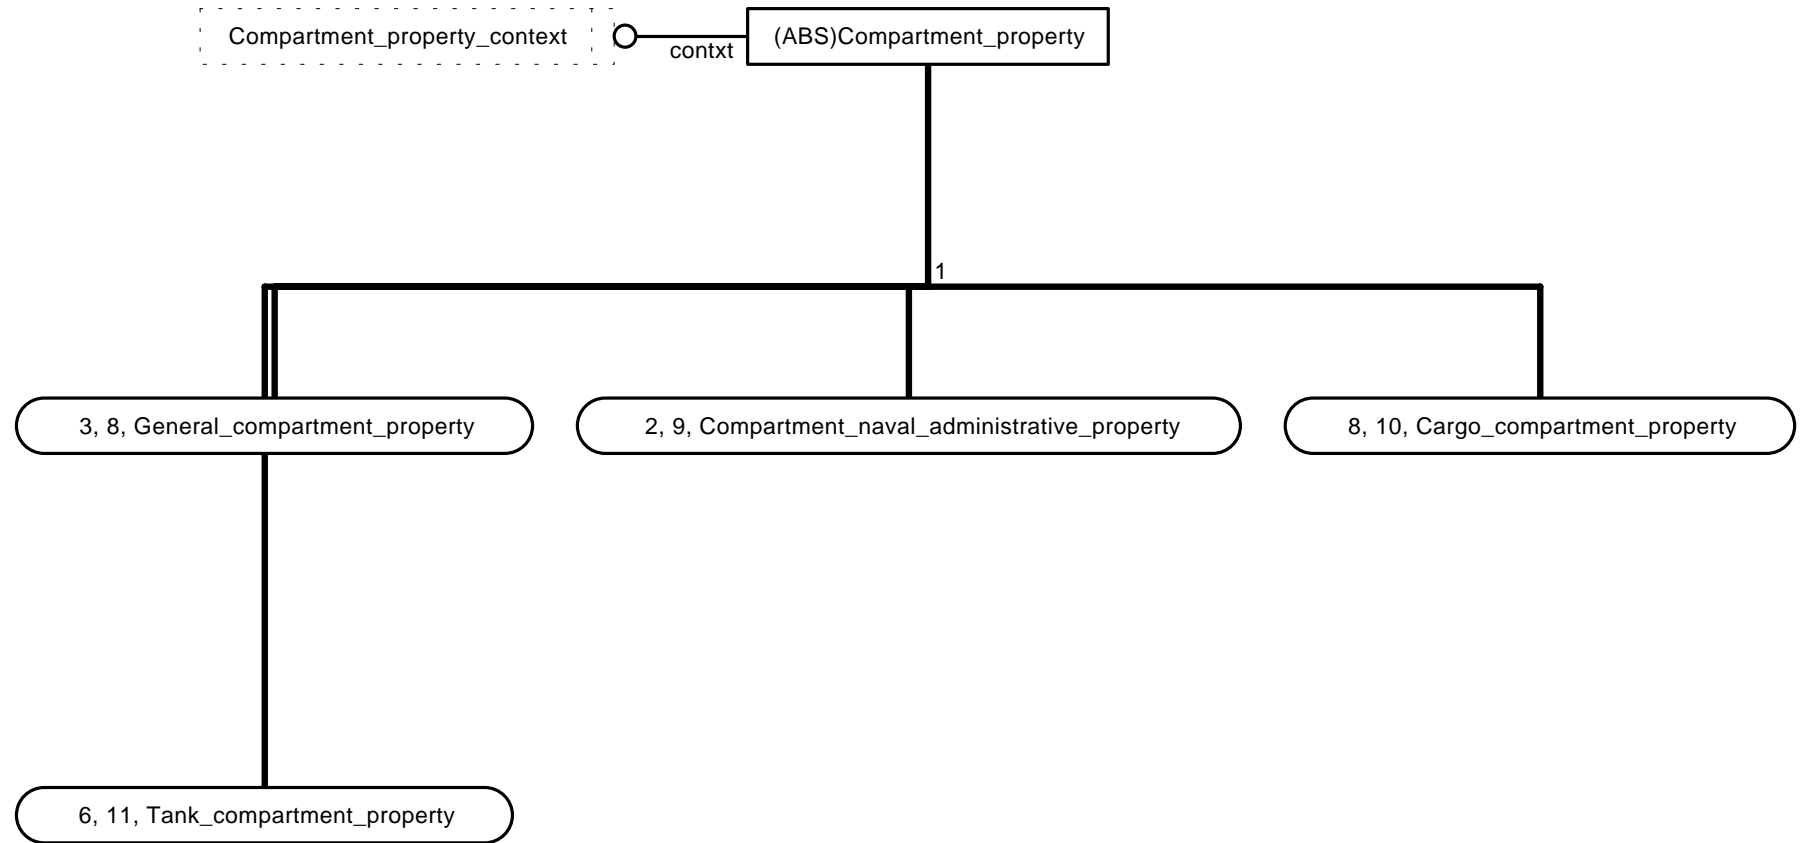 Compartment_property_context
contxt
(ABS)Compartment_property
1
3, 8, General_compartment_property
2, 9, Compartment_naval_administrative_property
8, 10, Cargo_compartment_property
6, 11, Tank_compartment_property